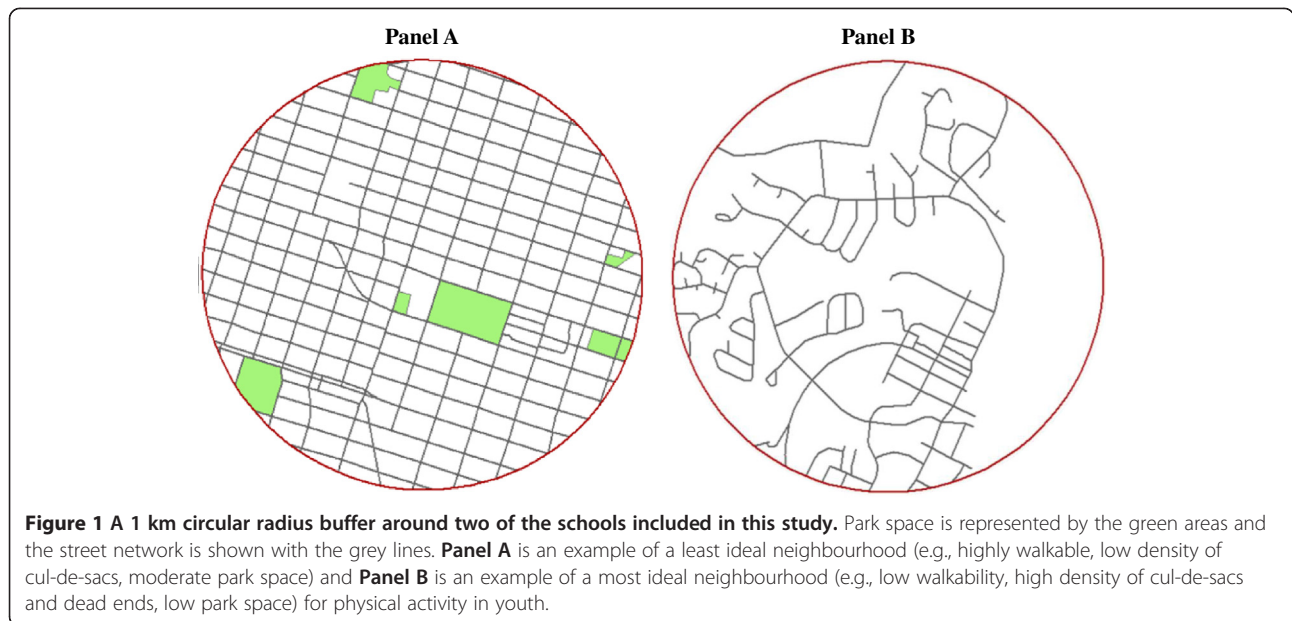 Panel A
Panel B
Figure 1 A 1 km circular radius buffer around two of the schools included in this study. Park space is represented by the green areas and
the street network is shown with the grey lines. Panel A is an example of a least ideal neighbourhood (e.g., highly walkable, low density of
cul-de-sacs, moderate park space) and Panel B is an example of a most ideal neighbourhood (e.g., low walkability, high density of cul-de-sacs
and dead ends, low park space) for physical activity in youth.